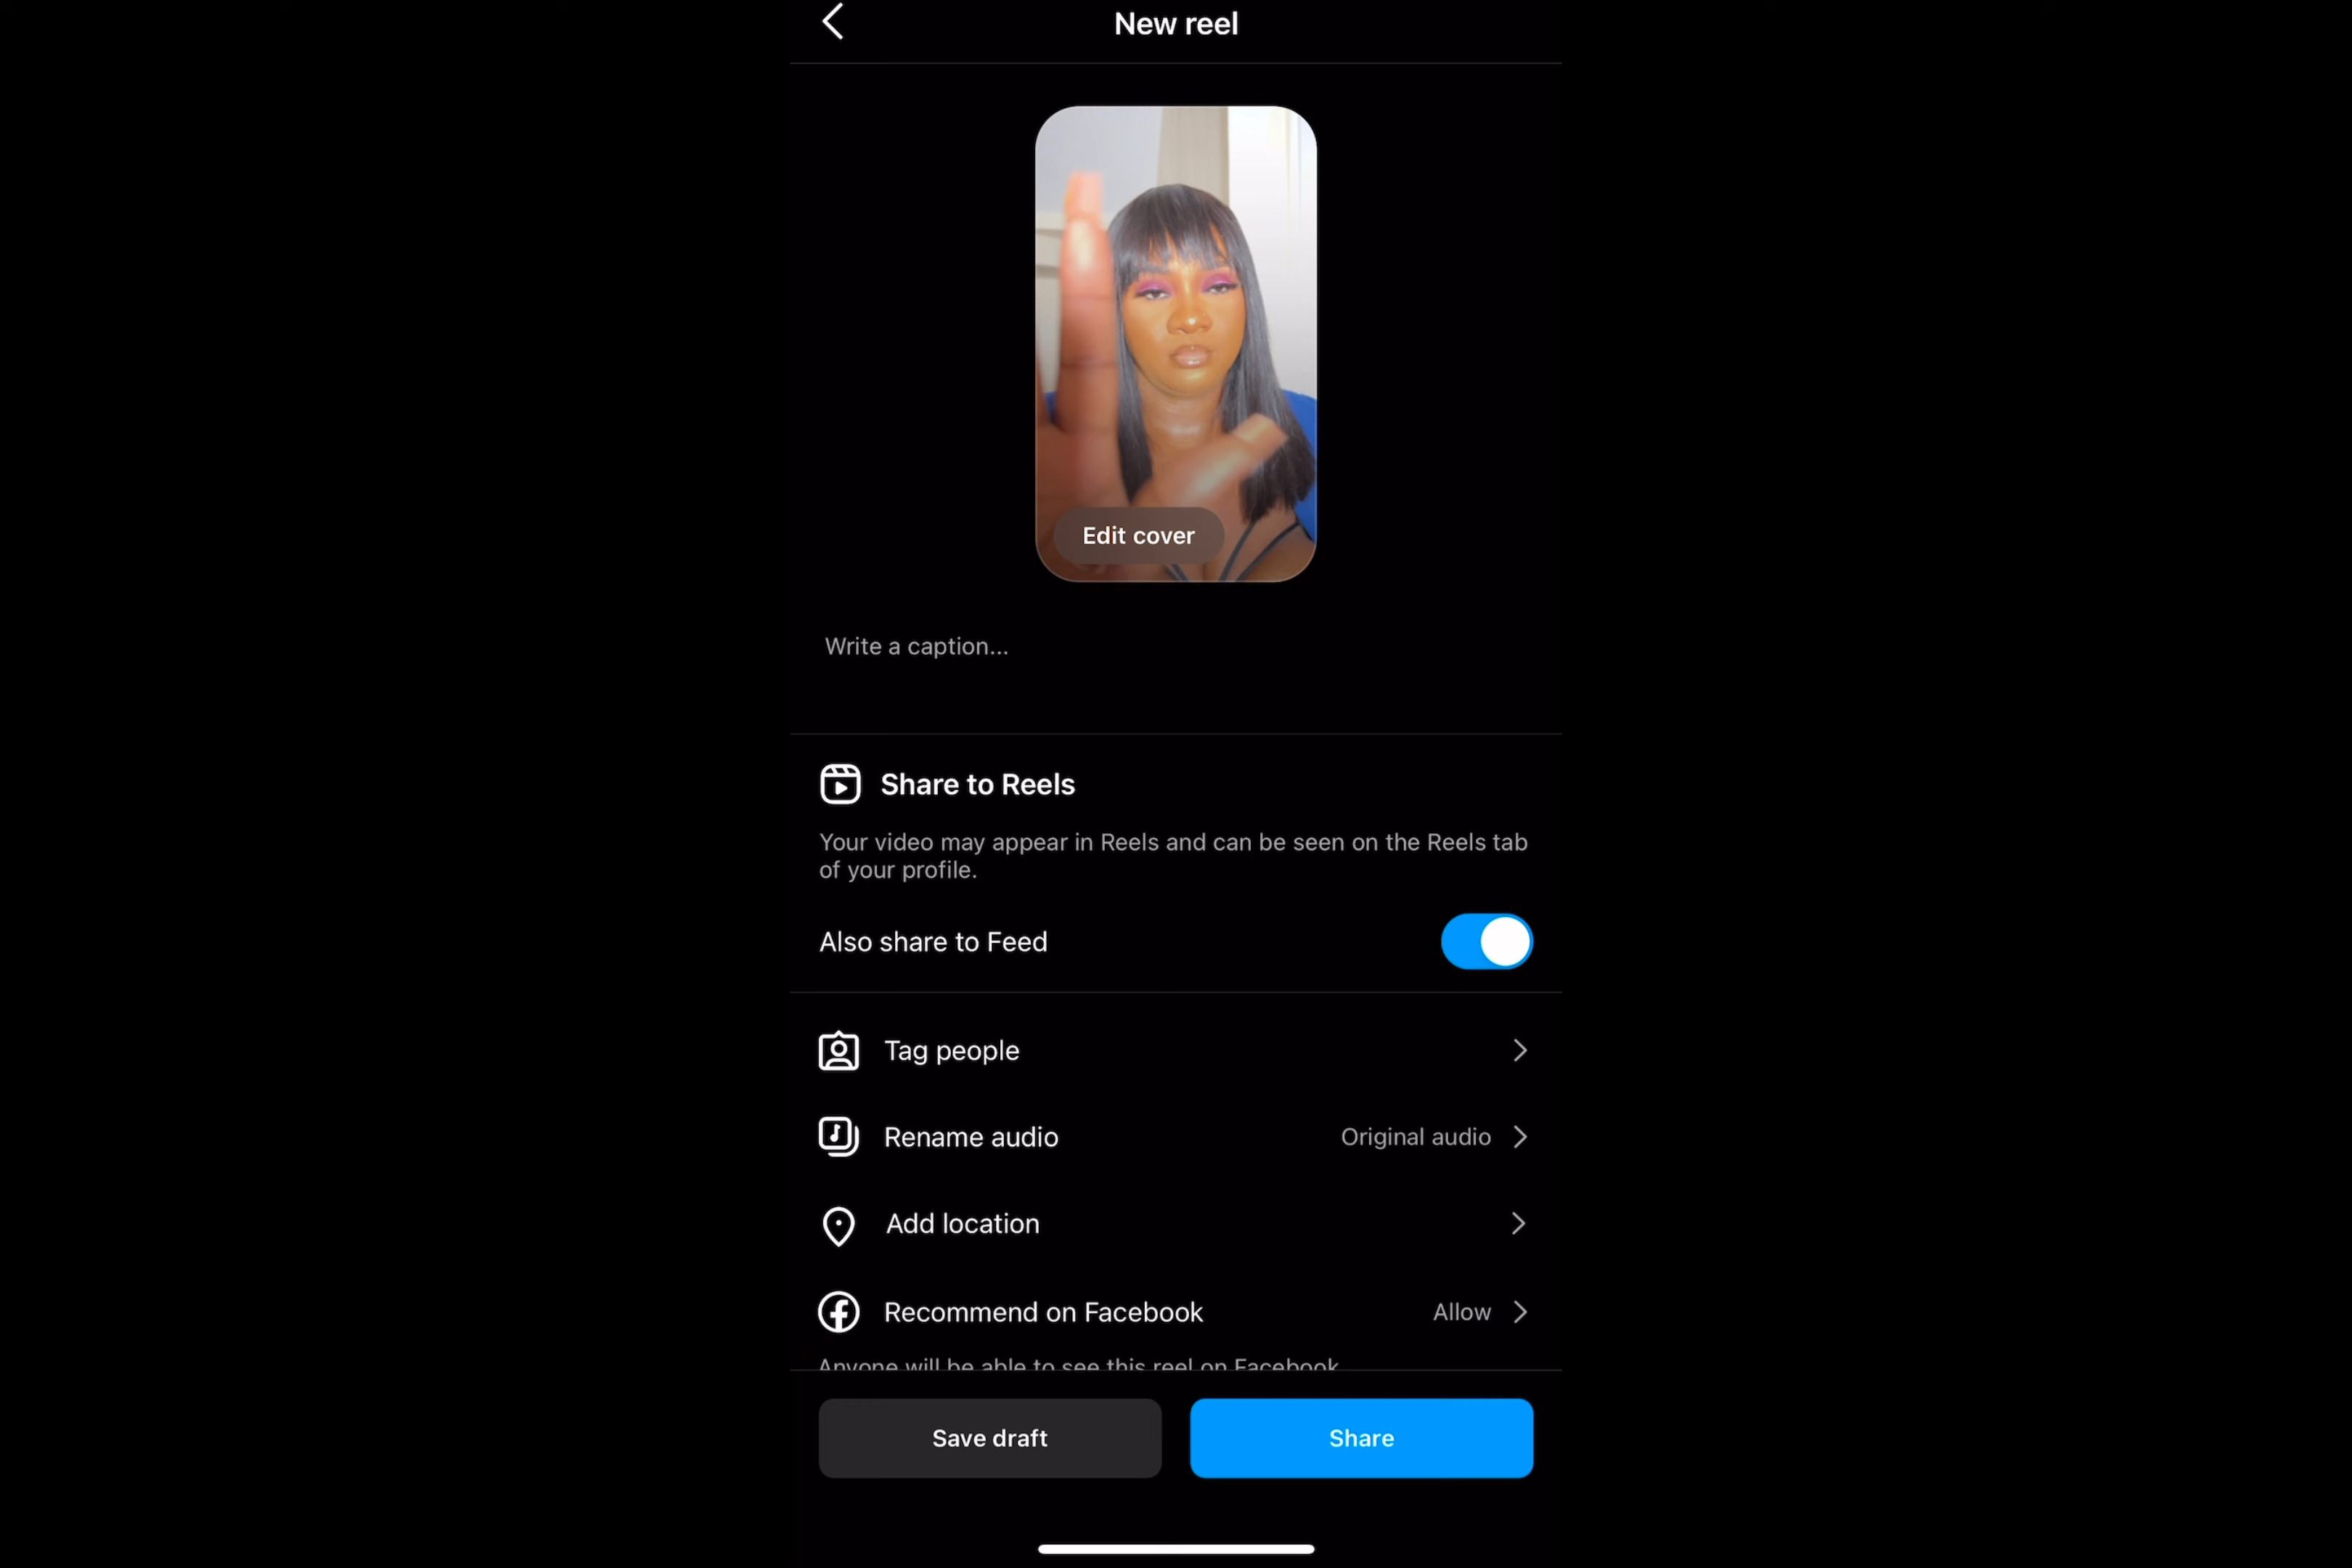 New reel
Edit cover
Write a caption...
Share to Reels
Your video may appear in Reels and can be seen on the Reels tab
of your profile.
Also share to Feed
Tag people
Rename audio Original audio
Add location
Recommend on Facebook Allow
Anyone will be able to see this reel on Facebook
Save draft Share